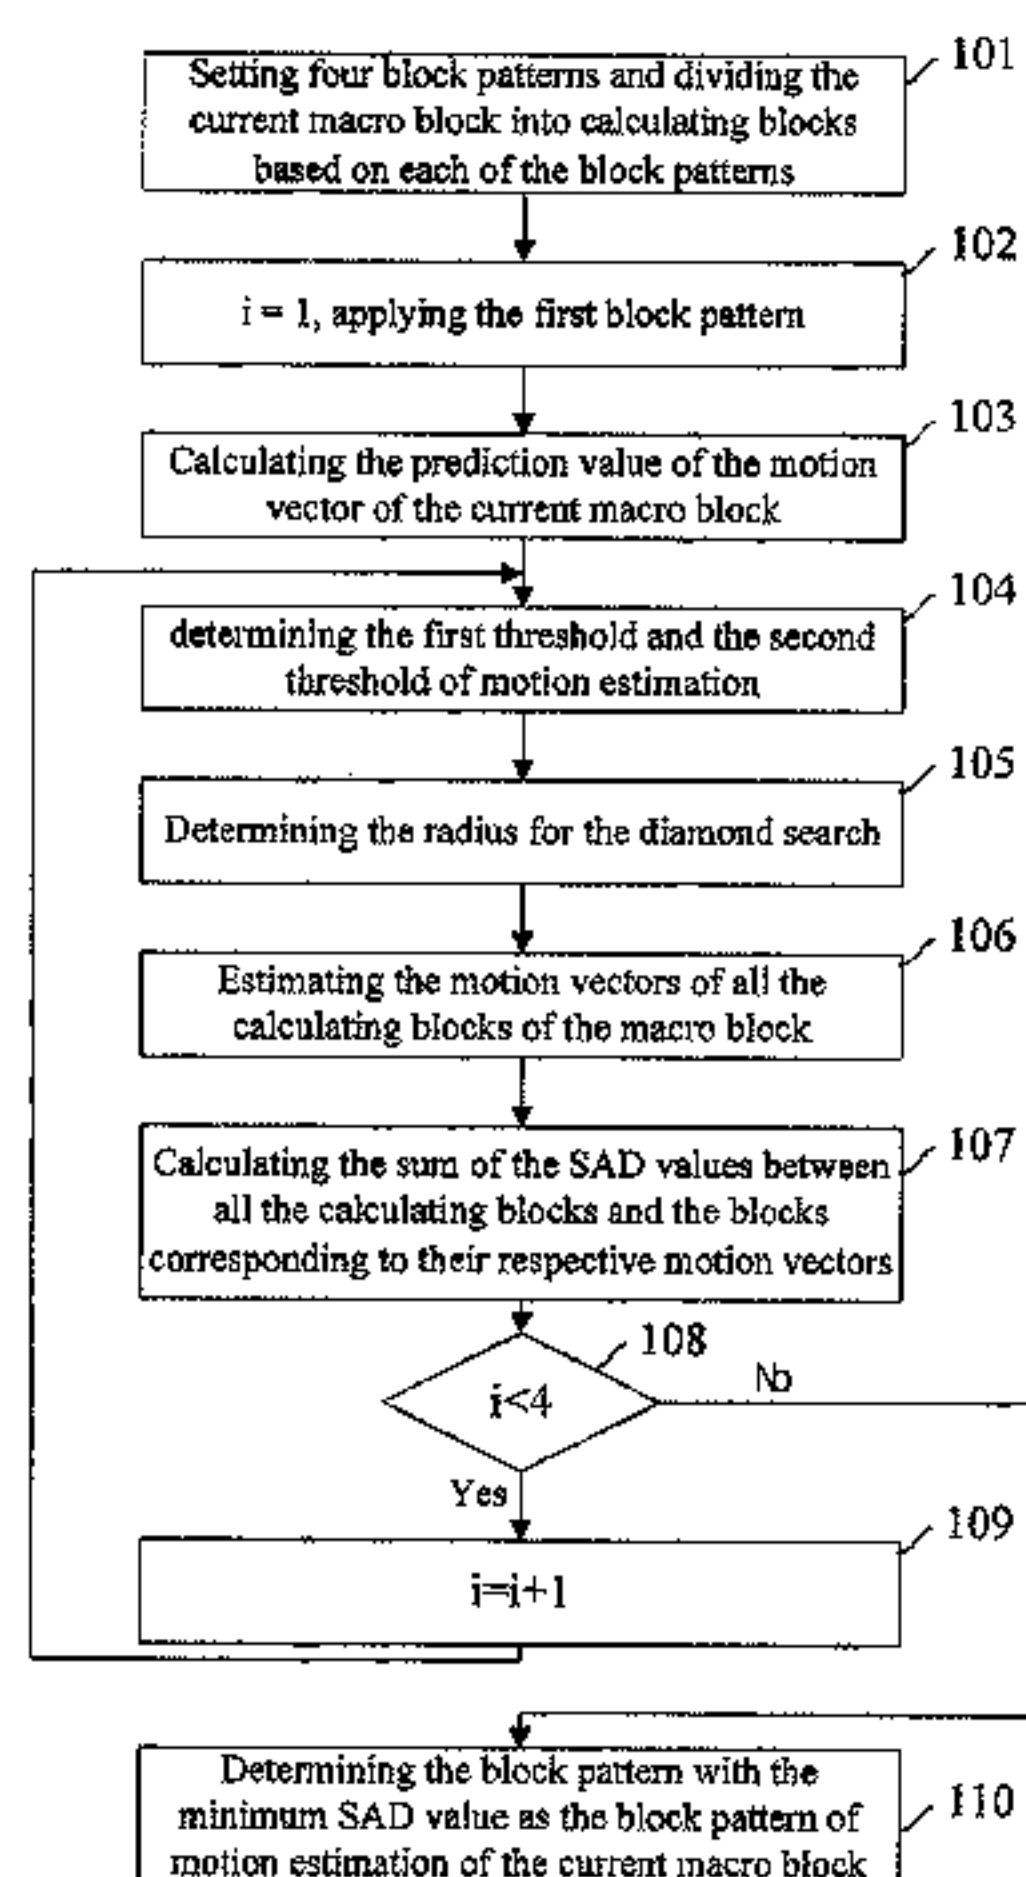 101
Setting four block patterns and dividing the
current macro block into calculating blocks
based on each of the block patterns
102
i = 1, applying the first block pattern
103
Calculating the prediction value of the motion
vector of the current macro block
104
determining the first threshold and the second
threshold of motion estimation
105
Determining the radius for the diamond search
106
Estimating the motion vectors of all the
calculating blocks of the macro block
107
Calculating the sum of the SAD values between
all the calculating blocks and the blocks
corresponding to their respective motion vectors
108
i<4
No
Yes
109
i=i+1
110
Determining the block pattern with the
minimum SAD value as the block pattern of
motion estimation of the current macro block